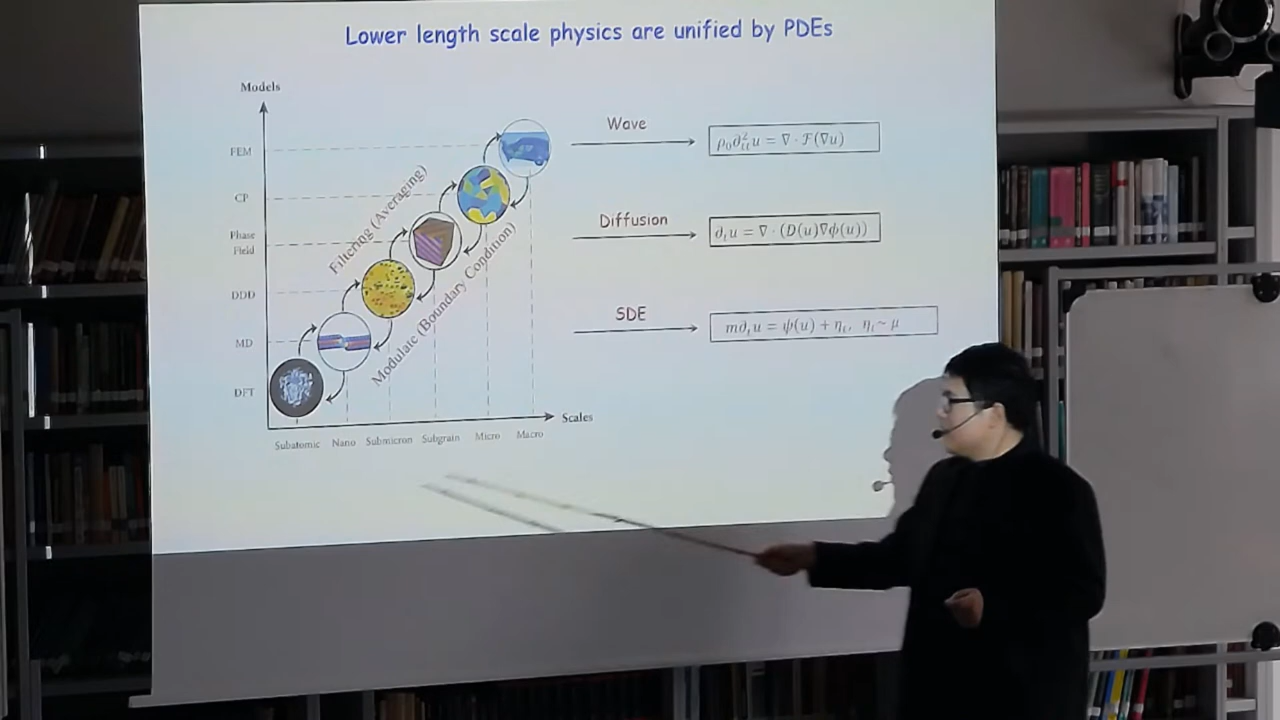 Lower length scale physics are unified by PDEs
Models
FEM
CP
Phase
Field
DDD
MD
DFT
Filtering (Averaging)
Modulate (Boundary Condition)
Subatomic Nano Submicron Subgrain Micro Macro
Scales
Wave
ρ₀∂²ₜₜu = ∇ · F(∇u)
Diffusion
∂ₜu = ∇ · (D(u)∇ϕ(u))
SDE
m∂ₜu = ψ(u) + ηₜ, ηₜ ~ μ